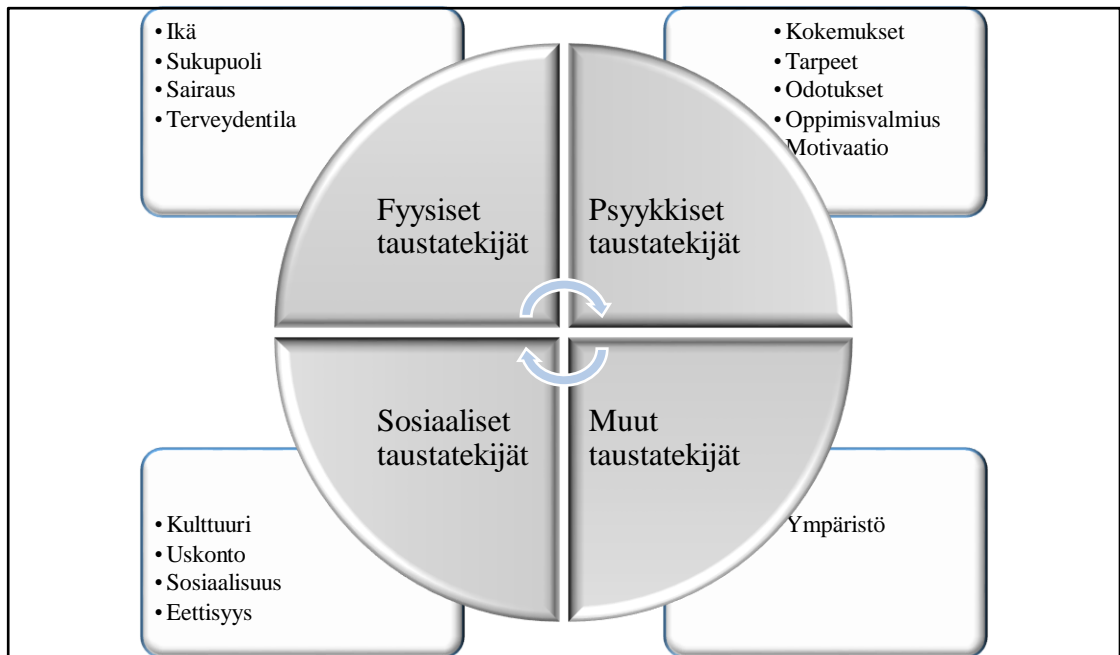 • Ikä
• Sukupuoli
• Sairaus
• Terveydentila
• Kokemukset
• Tarpeet
• Odotukset
• Oppimisvalmius
Motivaatio
Fyysiset
taustatekijät
Psyykkiset
taustatekijät
Sosiaaliset
taustatekijät
Muut
taustatekijät
• Kulttuuri
• Uskonto
• Sosiaalisuus
• Eettisyys
Ympäristö